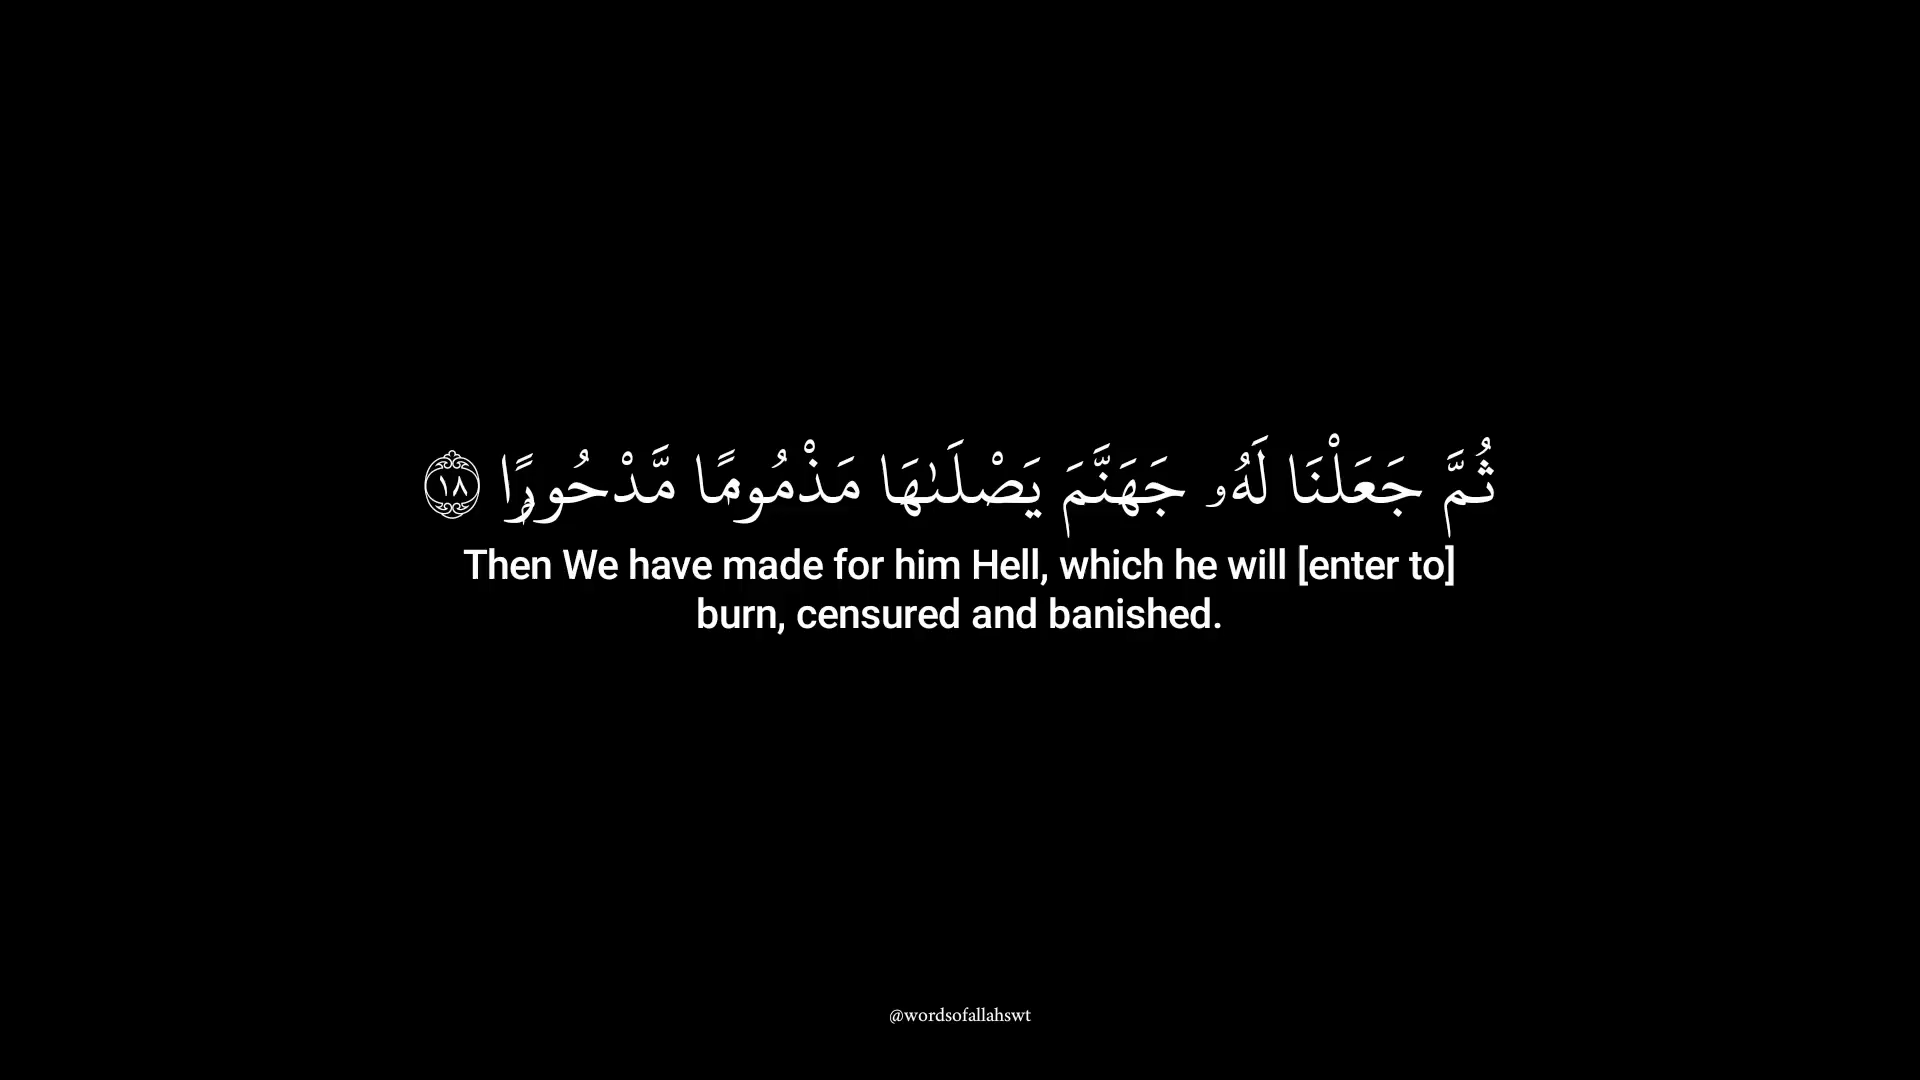 ثُمَّ جَعَلْنَا لَهُۥ جَهَنَّمَ يَصْلَىٰهَا مَذْمُومًۭا مَّدْحُورًۭا ١٨
Then We have made for him Hell, which he will [enter to]
burn, censured and banished.
@wordsofallahswt